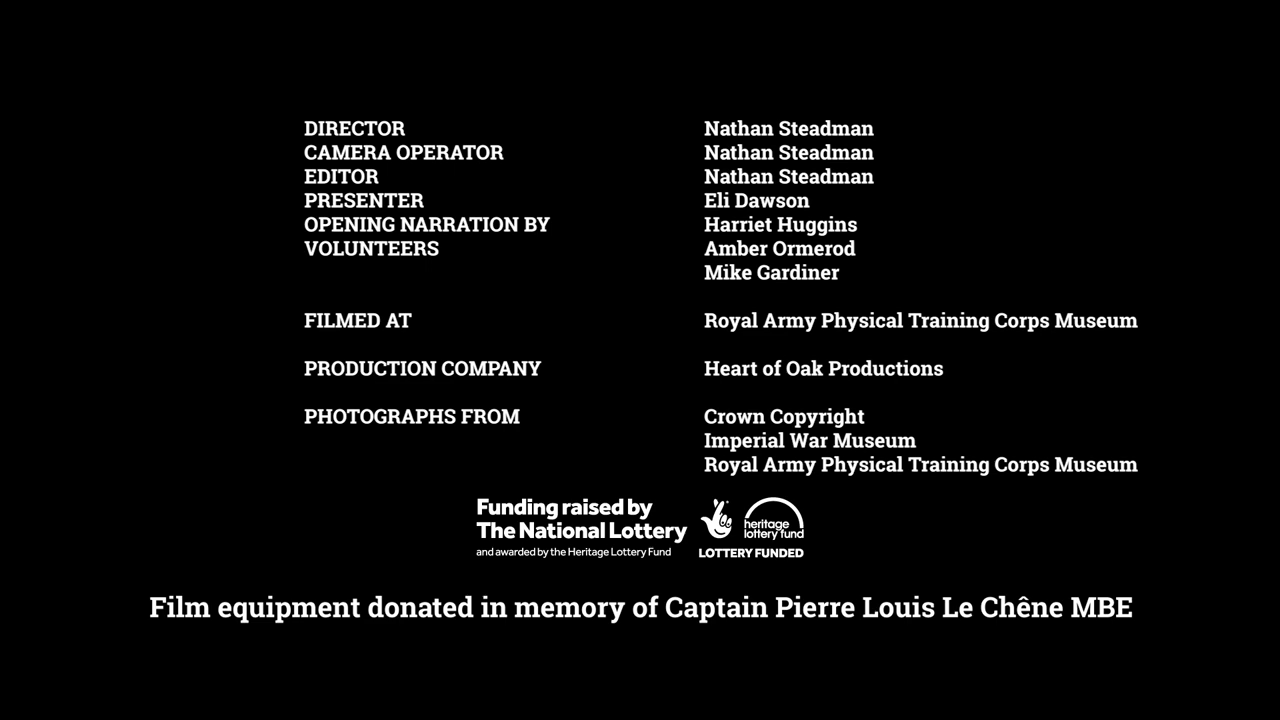 DIRECTOR Nathan Steadman
CAMERA OPERATOR Nathan Steadman
EDITOR Nathan Steadman
PRESENTER Eli Dawson
OPENING NARRATION BY Harriet Huggins
VOLUNTEERS Amber Ormerod
Mike Gardiner
FILMED AT Royal Army Physical Training Corps Museum
PRODUCTION COMPANY Heart of Oak Productions
PHOTOGRAPHS FROM Crown Copyright
Imperial War Museum
Royal Army Physical Training Corps Museum
Funding raised by
The National Lottery
and awarded by the Heritage Lottery Fund
heritage
lottery fund
LOTTERY FUNDED
Film equipment donated in memory of Captain Pierre Louis Le Chêne MBE